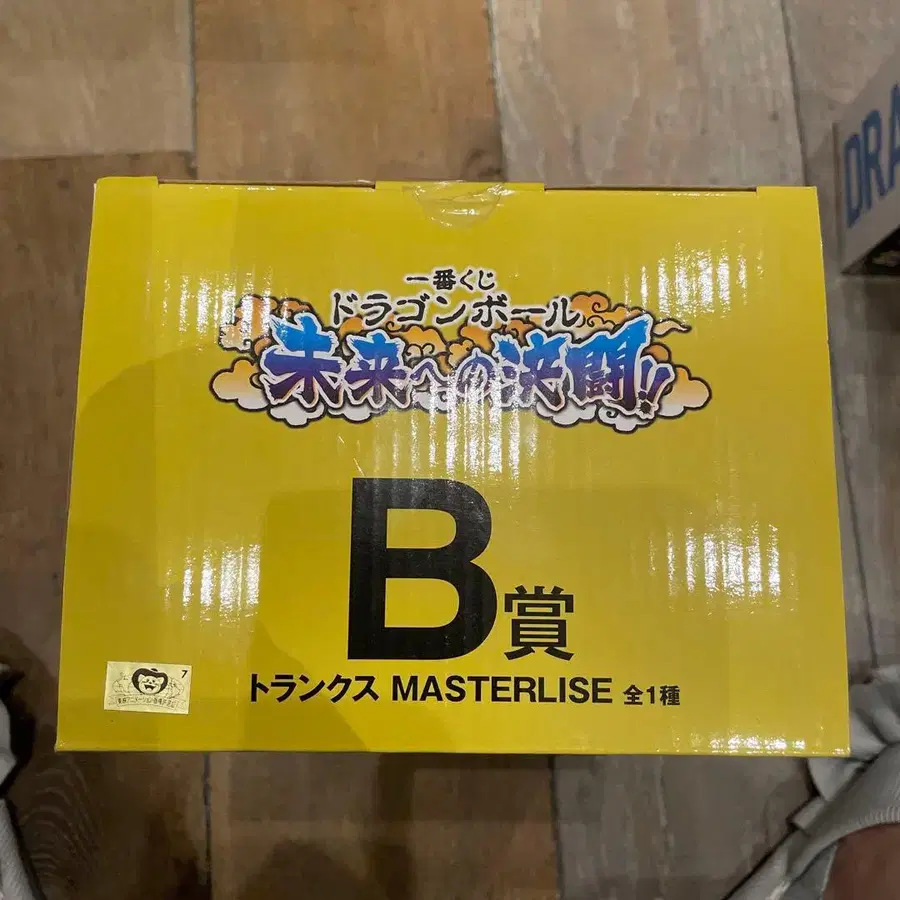 一番くじ
ドラゴンボール
未来への決闘!!
B賞
トランクス MASTERLISE 全1種
7
DRA